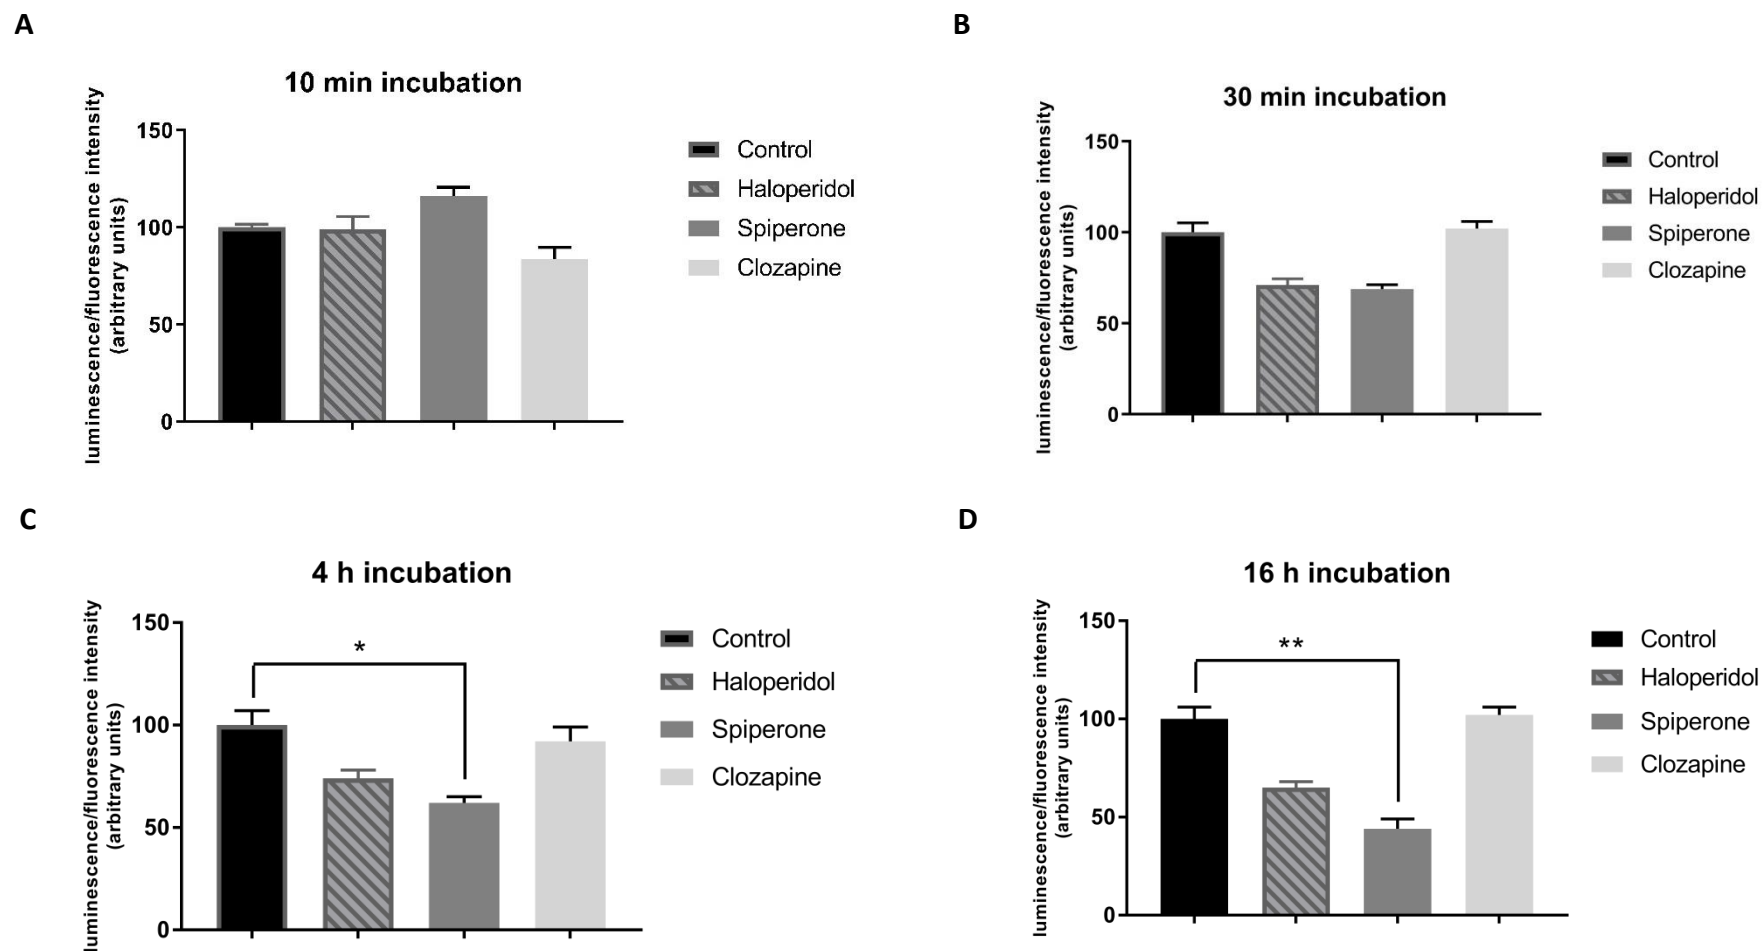 A
10 min incubation
luminescence/fluorescence intensity
(arbitrary units)
150
100
50
0
Control
Haloperidol
Spiperone
Clozapine
B
30 min incubation
luminescence/fluorescence intensity
(arbitrary units)
150
100
50
0
Control
Haloperidol
Spiperone
Clozapine
C
4 h incubation
luminescence/fluorescence intensity
(arbitrary units)
150
100
50
0
*
Control
Haloperidol
Spiperone
Clozapine
D
16 h incubation
luminescence/fluorescence intensity
(arbitrary units)
150
100
50
0
**
Control
Haloperidol
Spiperone
Clozapine